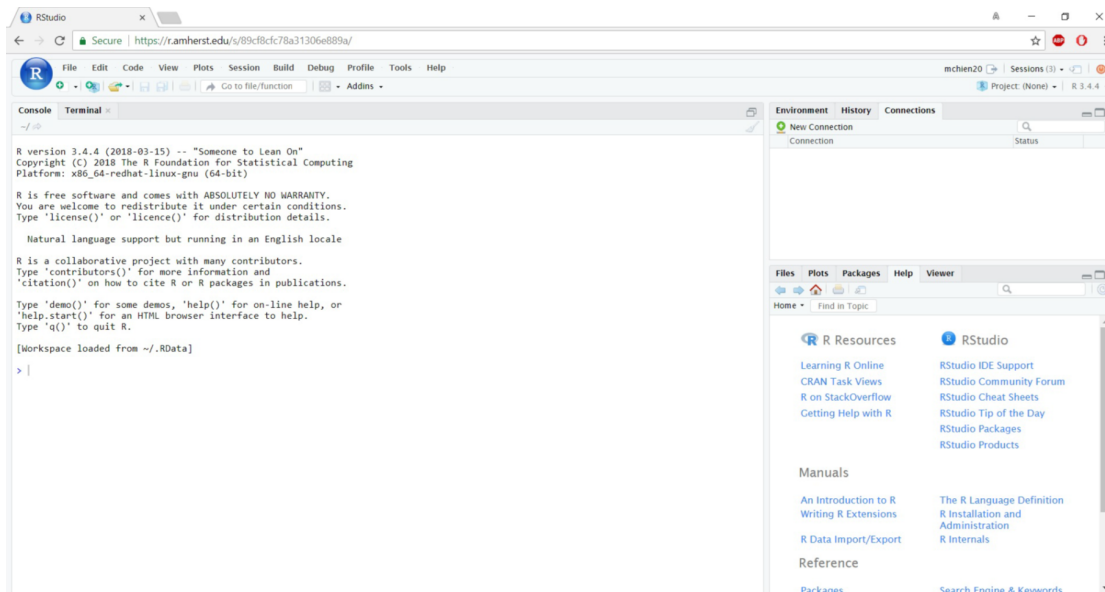 RStudio
Secure | https://r.amherst.edu/s/89cf8cfc78a31306e889a/
ABP
R File Edit Code View Plots Session Build Debug Profile Tools Help
mchien20 Sessions (3)
Go to file/function Addins
Project: (None) R 3.4.4
Console Terminal
~/
R version 3.4.4 (2018-03-15) -- "Someone to Lean On"
Copyright (C) 2018 The R Foundation for Statistical Computing
Platform: x86_64-redhat-linux-gnu (64-bit)
R is free software and comes with ABSOLUTELY NO WARRANTY.
You are welcome to redistribute it under certain conditions.
Type 'license()' or 'licence()' for distribution details.
Natural language support but running in an English locale
R is a collaborative project with many contributors.
Type 'contributors()' for more information and
'citation()' on how to cite R or R packages in publications.
Type 'demo()' for some demos, 'help()' for on-line help, or
'help.start()' for an HTML browser interface to help.
Type 'q()' to quit R.
[Workspace loaded from ~/.RData]
>
Environment History Connections
New Connection
Connection Status
Files Plots Packages Help Viewer
Home Find in Topic
R Resources
Learning R Online
CRAN Task Views
R on StackOverflow
Getting Help with R
RStudio
RStudio IDE Support
RStudio Community Forum
RStudio Cheat Sheets
RStudio Tip of the Day
RStudio Packages
RStudio Products
Manuals
An Introduction to R
Writing R Extensions
R Data Import/Export
The R Language Definition
R Installation and
Administration
R Internals
Reference
Packages
Search Engine & Keywords